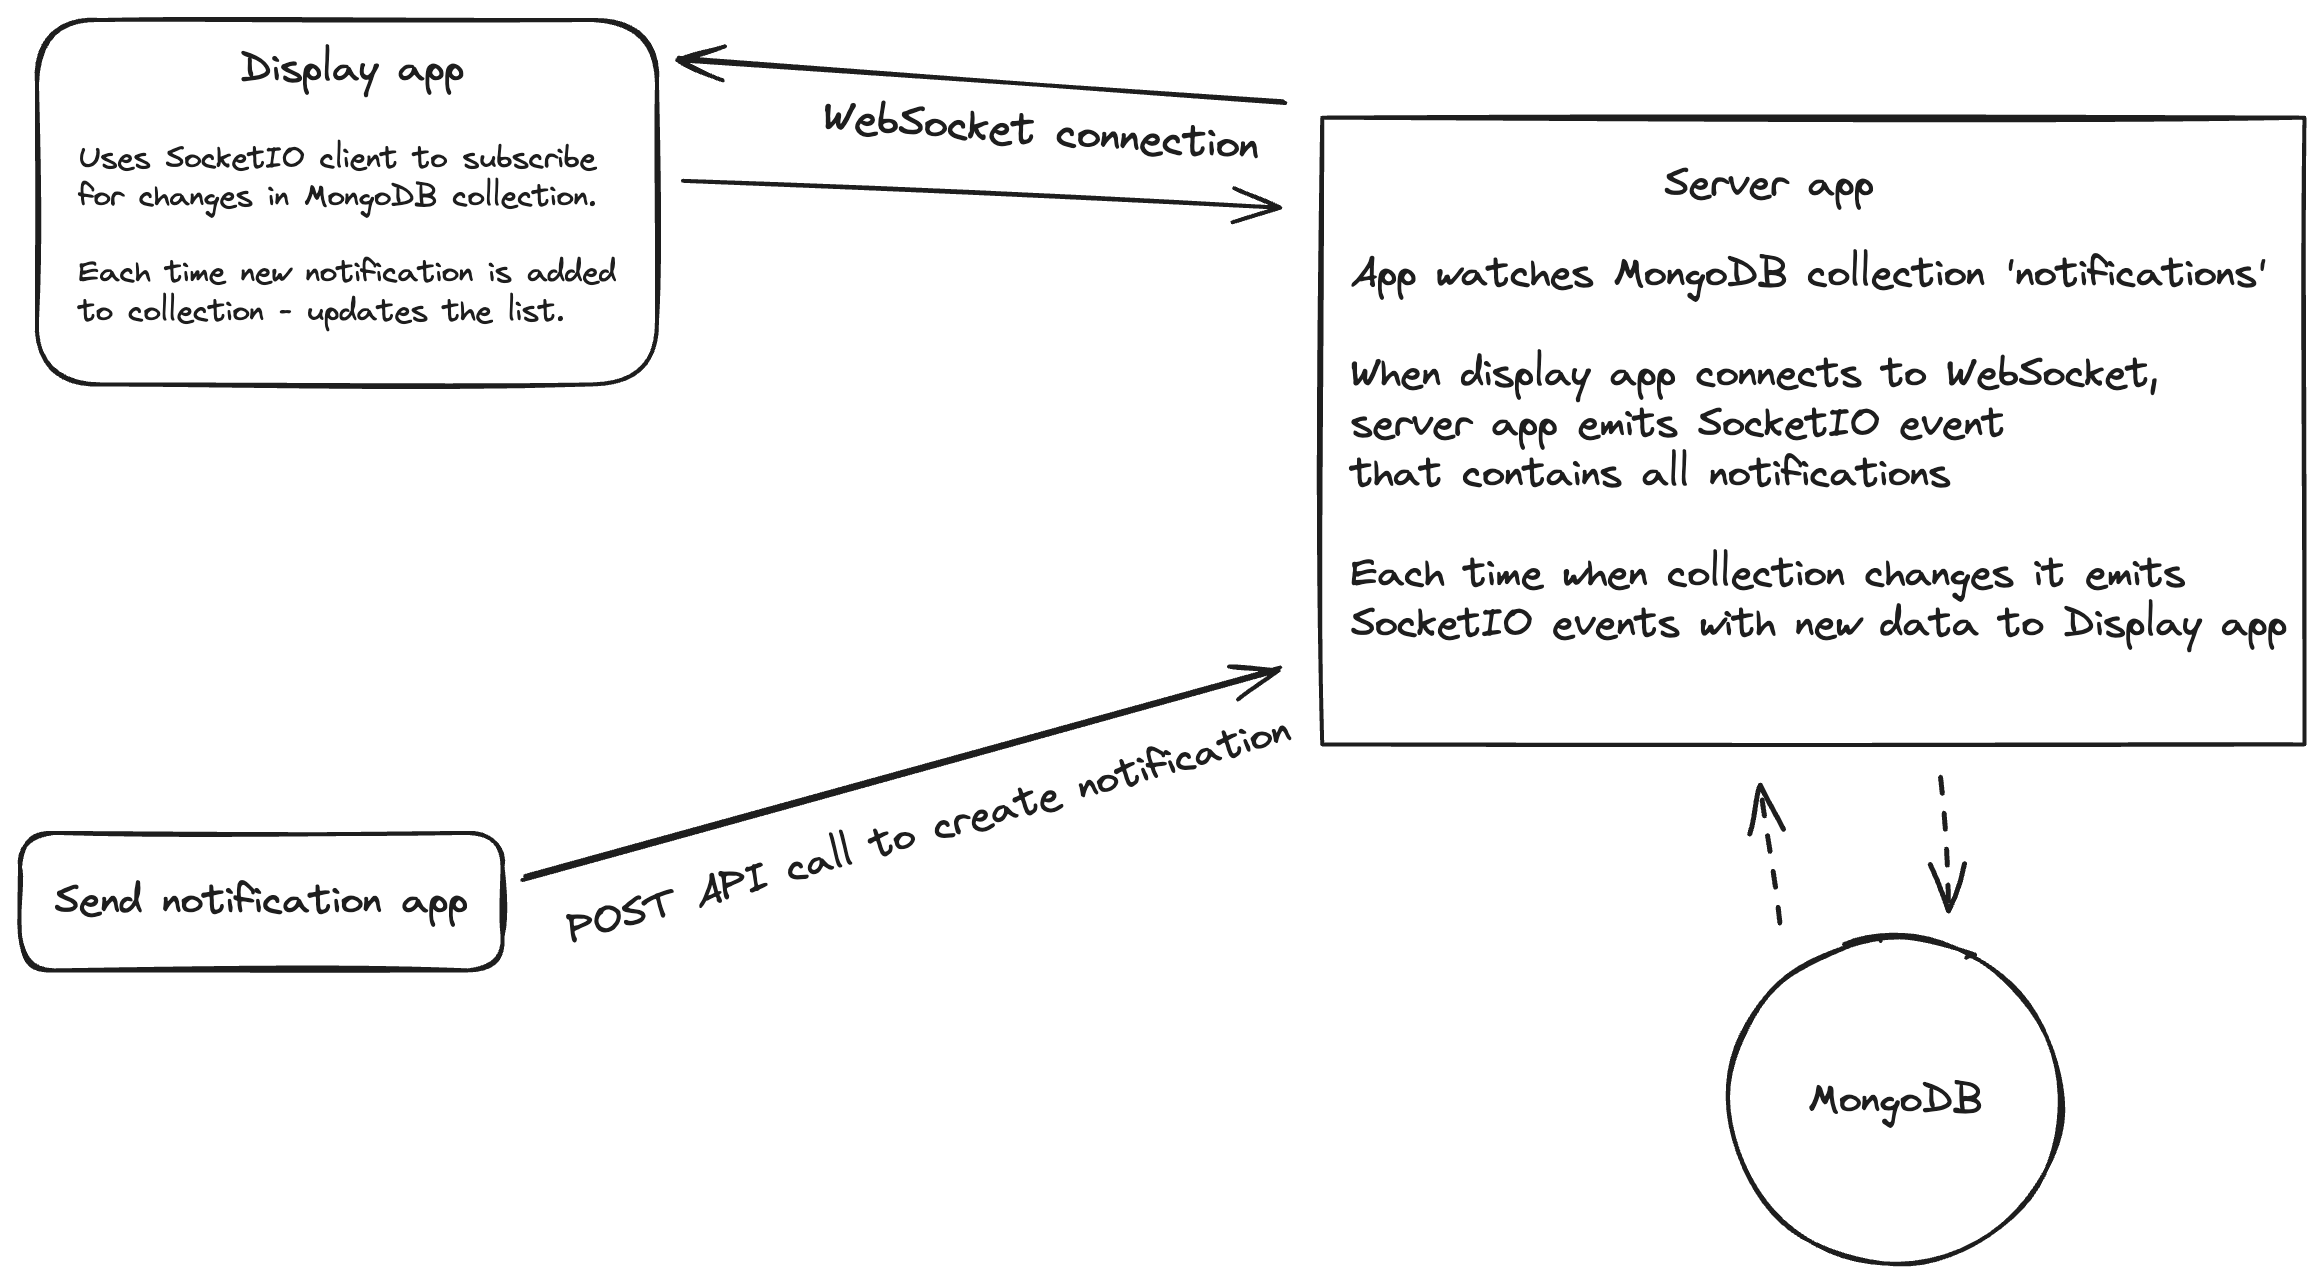 Display app
Uses SocketIO client to subscribe
for changes in MongoDB collection.
Each time new notification is added
to collection - updates the list.
WebSocket connection
Server app
App watches MongoDB collection 'notifications'
When display app connects to WebSocket,
server app emits SocketIO event
that contains all notifications
Each time when collection changes it emits
SocketIO events with new data to Display app
Send notification app
POST API call to create notification
MongoDB